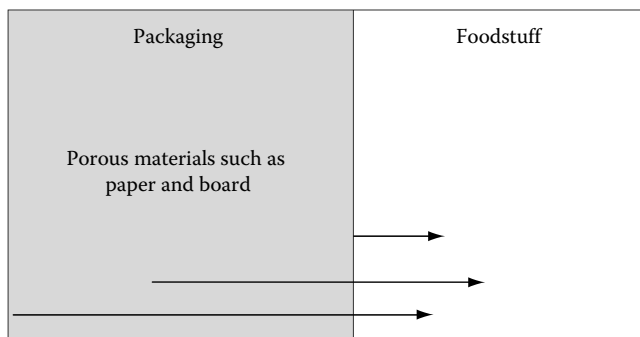 Packaging
Foodstuff
Porous materials such as
paper and board